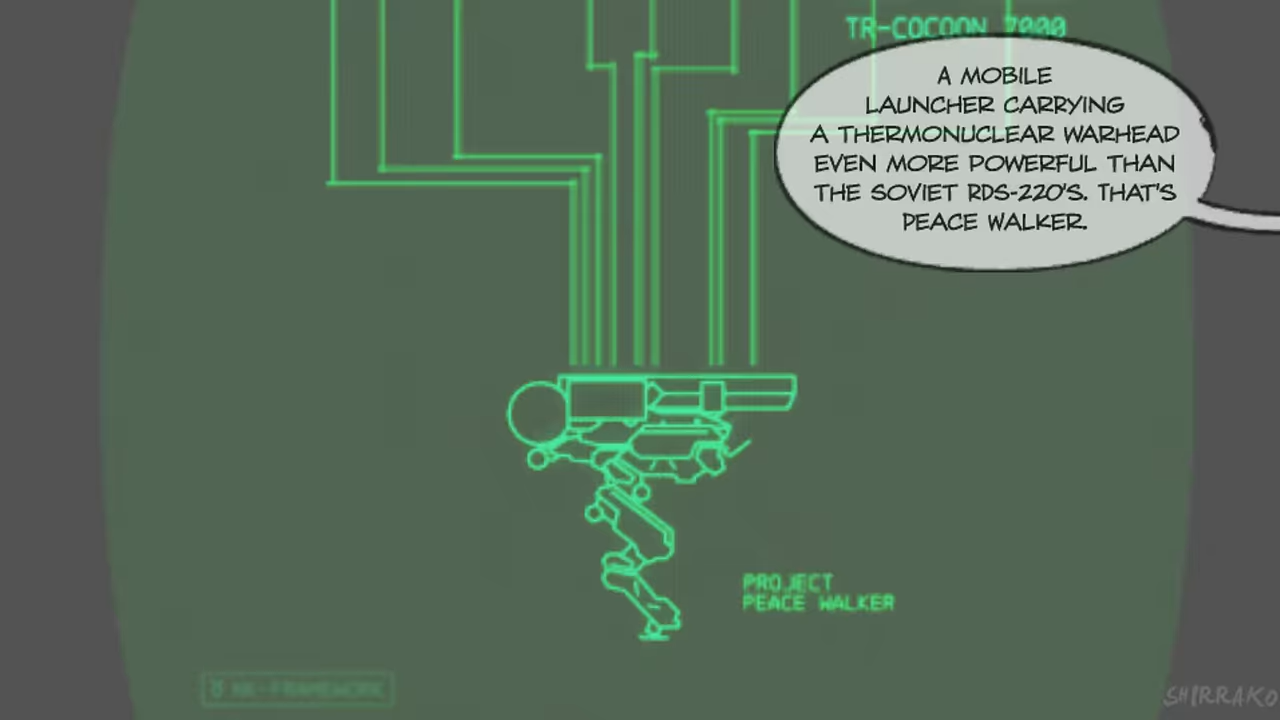 TR-COCOON 7000
A MOBILE
LAUNCHER CARRYING
A THERMONUCLEAR WARHEAD
EVEN MORE POWERFUL THAN
THE SOVIET RDS-220'S. THAT'S
PEACE WALKER.
PROJECT
PEACE WALKER
SHIRRAKO